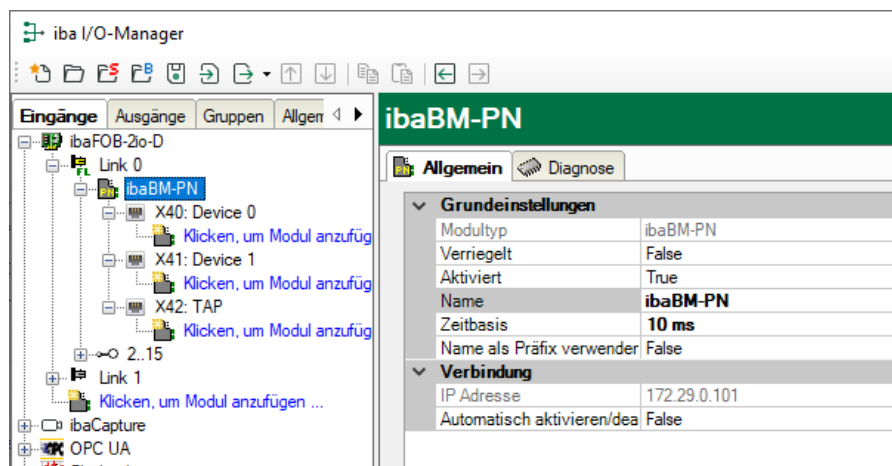 iba I/O-Manager
Eingänge Ausgänge Gruppen Allgem
ibaBM-PN
ibaFOB-2io-D
Link 0
ibaBM-PN
X40: Device 0
Klicken, um Modul anzufüg
X41: Device 1
Klicken, um Modul anzufüg
X42: TAP
Klicken, um Modul anzufüg
2..15
Link 1
Klicken, um Modul anzufügen ...
ibaCapture
OPC UA
Allgemein Diagnose
Grundeinstellungen
Modultyp ibaBM-PN
Verriegelt False
Aktiviert True
Name ibaBM-PN
Zeitbasis 10 ms
Name als Präfix verwender False
Verbindung
IP Adresse 172.29.0.101
Automatisch aktivieren/dea False